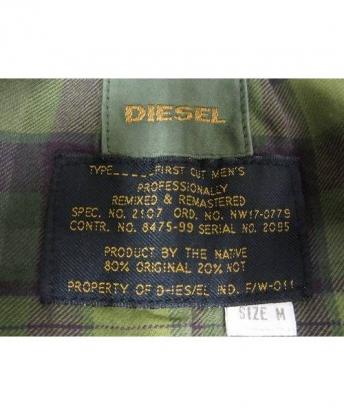 DIESEL
TYPE_____FIRST CUT MEN'S
PROFESSIONALLY
REMIXED & REMASTERED
SPEC. NO. 2107 ORD. NO. NW17-0779
CONTR. NO. 8475-99 SERIAL NO. 2095
PRODUCT BY THE NATIVE
80% ORIGINAL 20% NOT
PROPERTY OF D-IES/EL IND. F/W-011
SIZE M